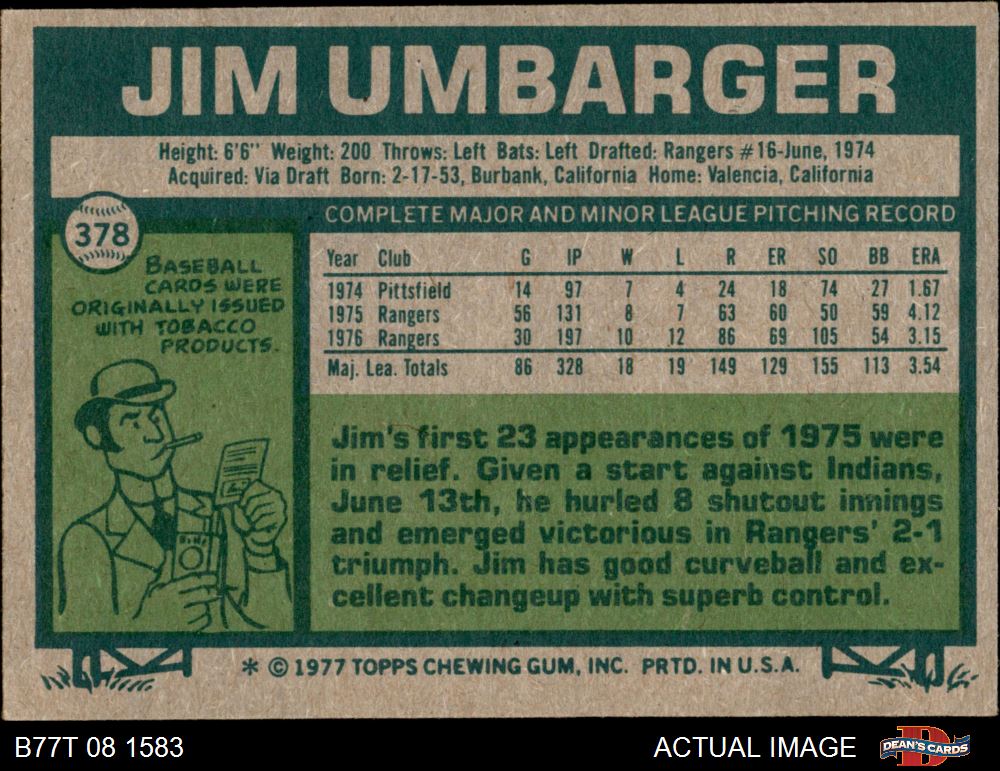 JIM UMBARGER
Height: 6'6" Weight: 200 Throws: Left Bats: Left Drafted: Rangers #16-June, 1974
Acquired: Via Draft Born: 2-17-53, Burbank, California Home: Valencia, California
378
BASEBALL
CARDS WERE
ORIGINALLY ISSUED
WITH TOBACCO
PRODUCTS.
COMPLETE MAJOR AND MINOR LEAGUE PITCHING RECORD
Year Club G IP W L R ER SO BB ERA
1974 Pittsfield 14 97 7 4 24 18 74 27 1.67
1975 Rangers 56 131 8 7 63 60 50 59 4.12
1976 Rangers 30 197 10 12 86 69 105 54 3.15
Maj. Lea. Totals 86 328 18 19 149 129 155 113 3.54
Jim's first 23 appearances of 1975 were
in relief. Given a start against Indians,
June 13th, he hurled 8 shutout innings
and emerged victorious in Rangers' 2-1
triumph. Jim has good curveball and ex-
cellent changeup with superb control.
* © 1977 TOPPS CHEWING GUM, INC. PRTD. IN U.S.A.
B77T 08 1583
ACTUAL IMAGE
DEAN'S CARDS